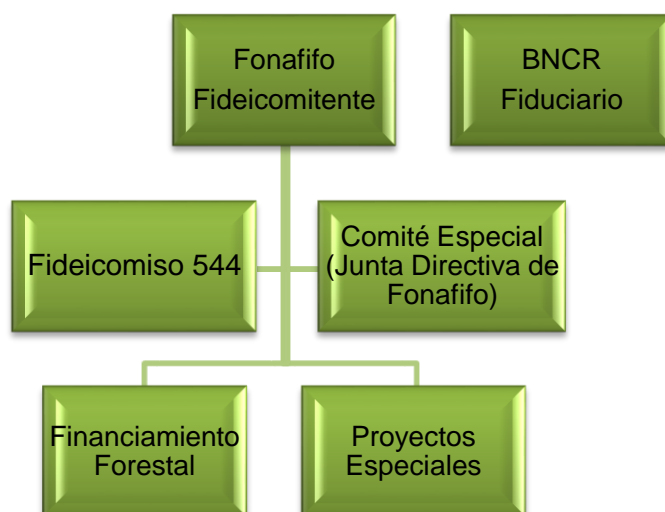 Fonafifo
Fideicomitente
BNCR
Fiduciario
Fideicomiso 544
Comité Especial
(Junta Directiva de
Fonafifo)
Financiamiento
Forestal
Proyectos
Especiales